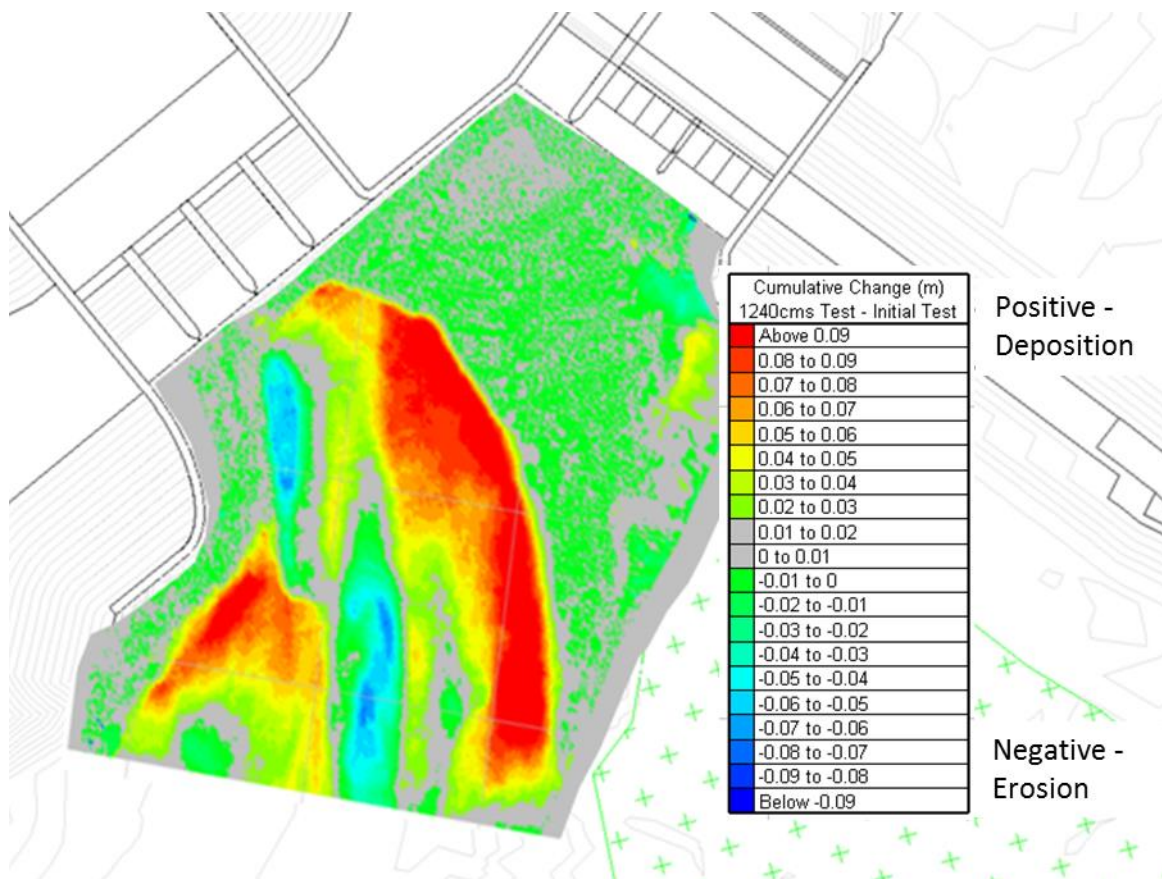 Cumulative Change (m)
1240cms Test - Initial Test
Above 0.09
0.08 to 0.09
0.07 to 0.08
0.06 to 0.07
0.05 to 0.06
0.04 to 0.05
0.03 to 0.04
0.02 to 0.03
0.01 to 0.02
0 to 0.01
-0.01 to 0
-0.02 to -0.01
-0.03 to -0.02
-0.04 to -0.03
-0.05 to -0.04
-0.06 to -0.05
-0.07 to -0.06
-0.08 to -0.07
-0.09 to -0.08
Below -0.09
Positive -
Deposition
Negative -
Erosion